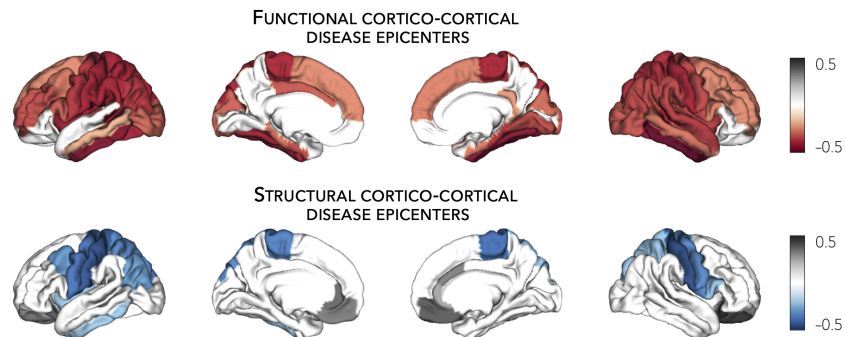 FUNCTIONAL CORTICO-CORTICAL
DISEASE EPICENTERS
0.5
–0.5
STRUCTURAL CORTICO-CORTICAL
DISEASE EPICENTERS
0.5
–0.5